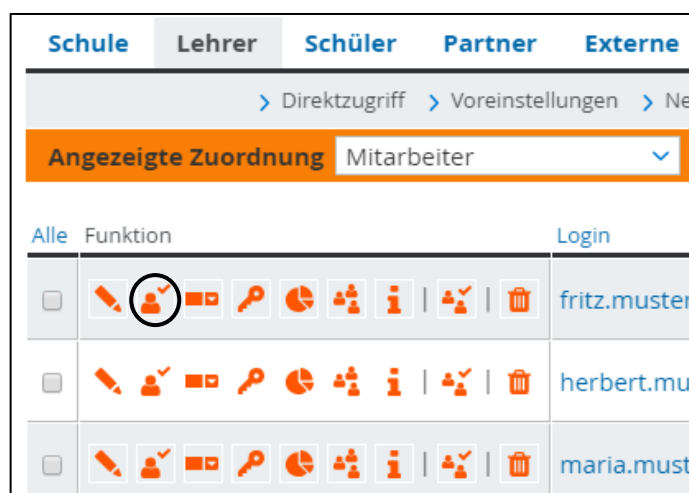 Schule Lehrer Schüler Partner Externe
Direktzugriff Voreinstellungen
Angezeigte Zuordnung Mitarbeiter
Alle Funktion Login